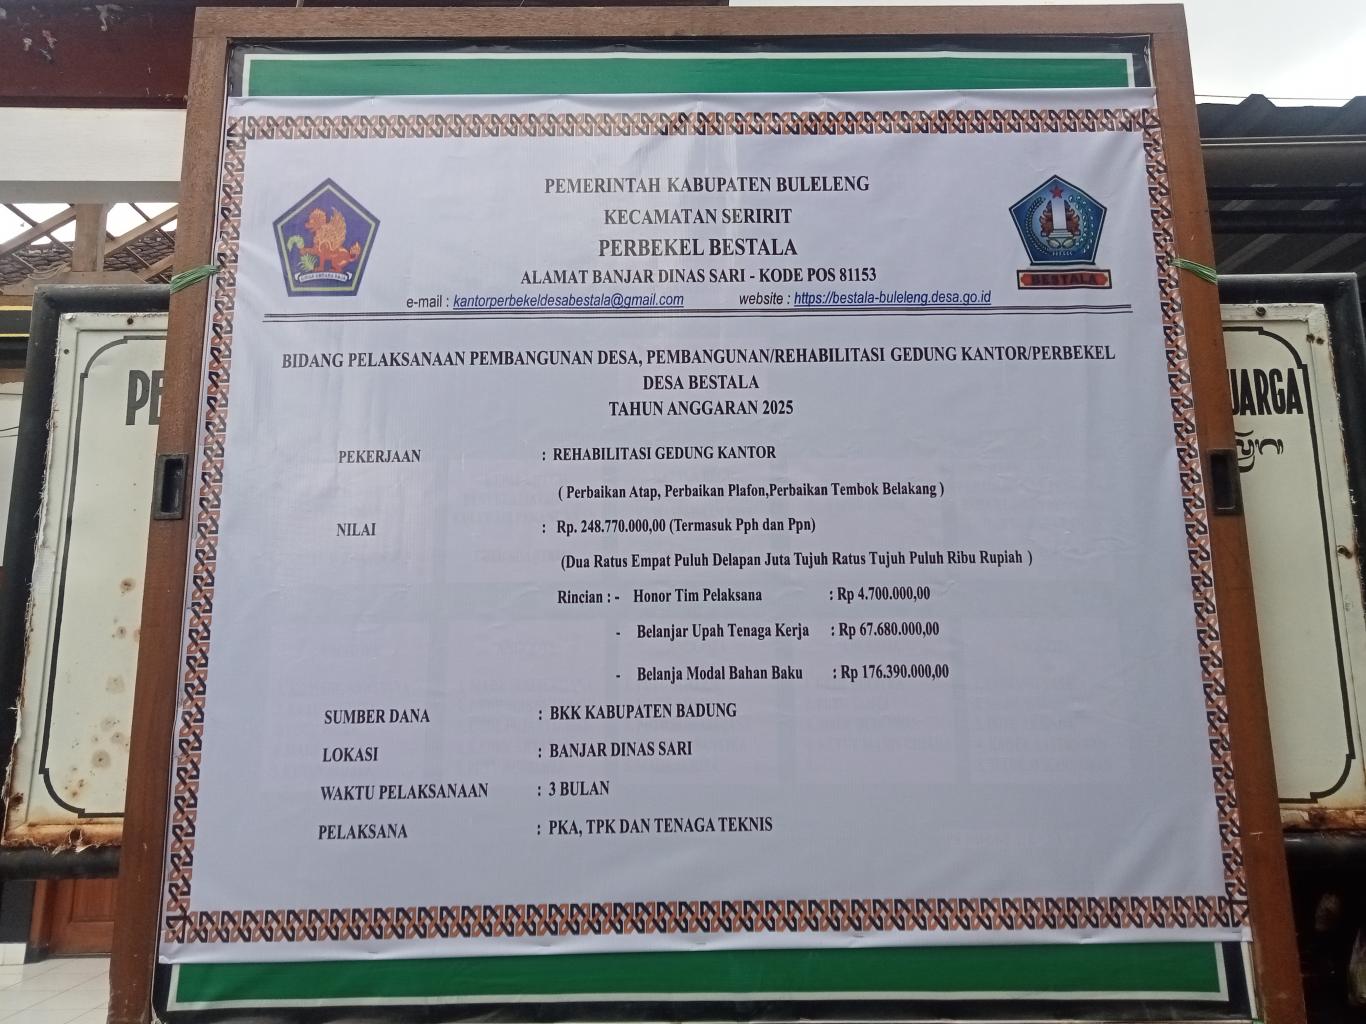 PEMERINTAH KABUPATEN BULELENG
KECAMATAN SERIRIT
PERBEKEL BESTALA
ALAMAT BANJAR DINAS SARI - KODE POS 81153
e-mail : kantorperbekeldesabestala@gmail.com website : https://bestala-buleleng.desa.go.id
BESTALA
BIDANG PELAKSANAAN PEMBANGUNAN DESA, PEMBANGUNAN/REHABILITASI GEDUNG KANTOR/PERBEKEL
DESA BESTALA
TAHUN ANGGARAN 2025
PEKERJAAN : REHABILITASI GEDUNG KANTOR
( Perbaikan Atap, Perbaikan Plafon,Perbaikan Tembok Belakang )
NILAI : Rp. 248.770.000,00 (Termasuk Pph dan Ppn)
(Dua Ratus Empat Puluh Delapan Juta Tujuh Ratus Tujuh Puluh Ribu Rupiah )
Rincian : - Honor Tim Pelaksana : Rp 4.700.000,00
- Belanjar Upah Tenaga Kerja : Rp 67.680.000,00
- Belanja Modal Bahan Baku : Rp 176.390.000,00
SUMBER DANA : BKK KABUPATEN BADUNG
LOKASI : BANJAR DINAS SARI
WAKTU PELAKSANAAN : 3 BULAN
PELAKSANA : PKA, TPK DAN TENAGA TEKNIS
PE
UARGA